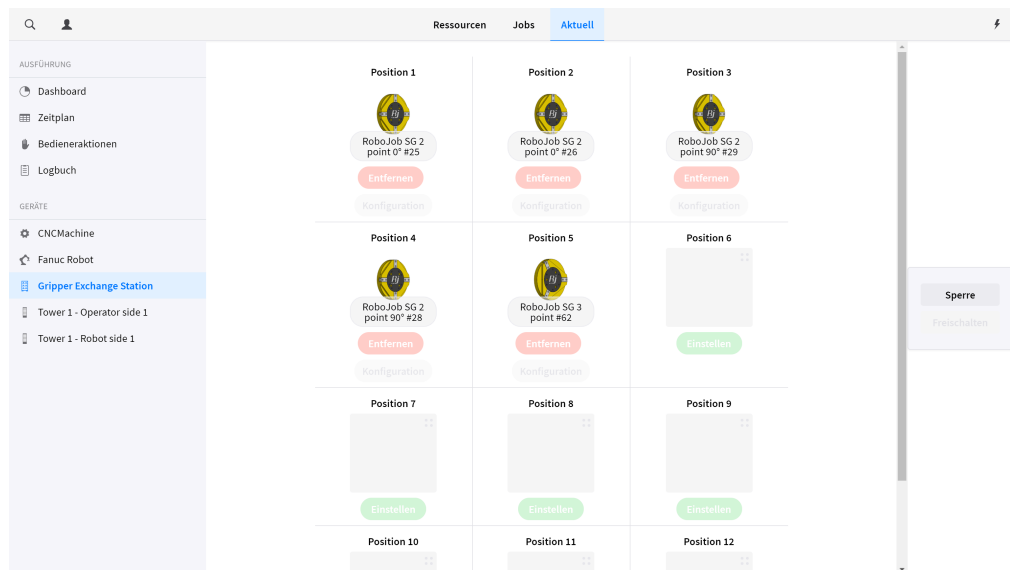 Ressourcen Jobs Aktuell
AUSFÜHRUNG
Dashboard
Zeitplan
Bedieneraktionen
Logbuch
GERÄTE
CNCMachine
Fanuc Robot
Gripper Exchange Station
Tower 1 - Operator side 1
Tower 1 - Robot side 1
Position 1
RoboJob SG 2
point 0° #25
Entfernen
Konfiguration
Position 2
RoboJob SG 2
point 0° #26
Entfernen
Konfiguration
Position 3
RoboJob SG 2
point 90° #29
Entfernen
Konfiguration
Position 4
RoboJob SG 2
point 90° #28
Entfernen
Konfiguration
Position 5
RoboJob SG 3
point #62
Entfernen
Konfiguration
Position 6
Einstellen
Position 7
Einstellen
Position 8
Einstellen
Position 9
Einstellen
Position 10
Position 11
Position 12
Sperre
Freischalten